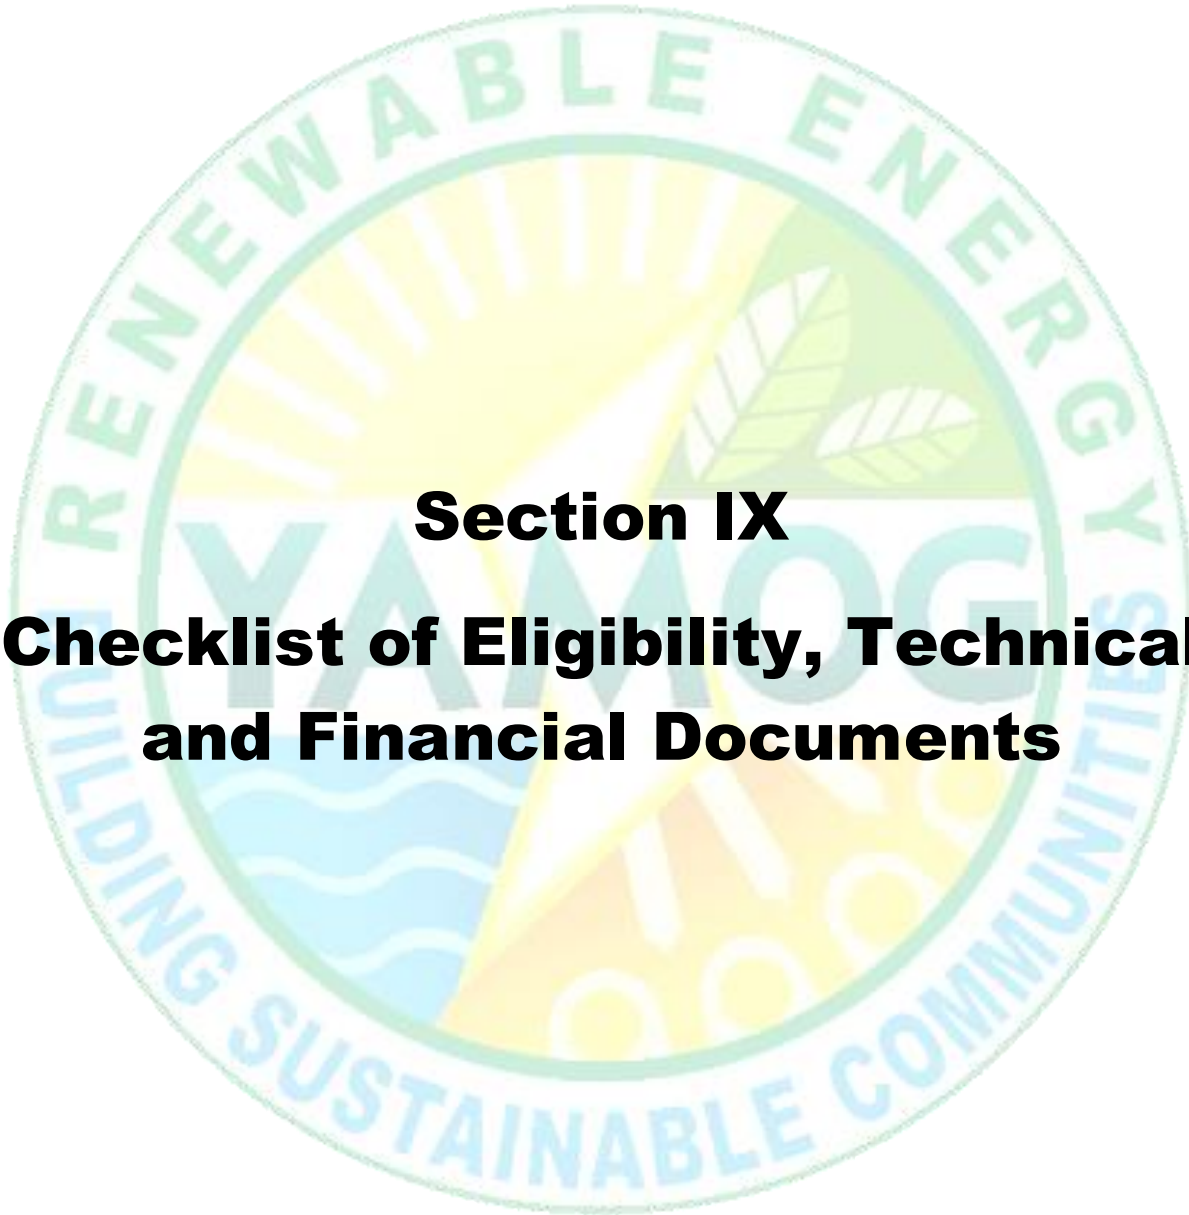 RENEWABLE ENERGY
YAMOG
Section IX
Checklist of Eligibility, Technical
and Financial Documents
BUILDING SUSTAINABLE COMMUNITIES